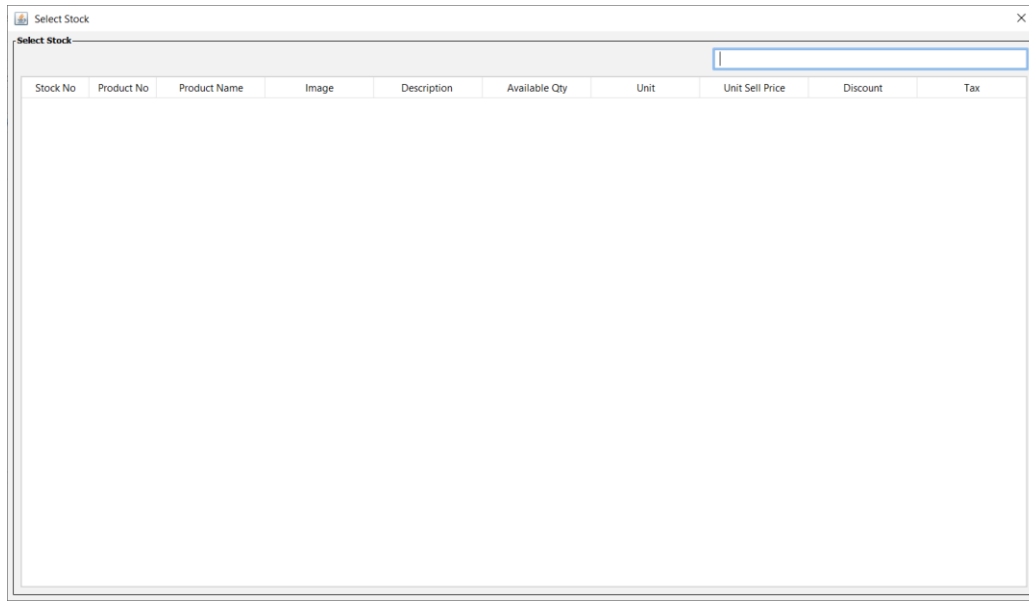 Select Stock
Select Stock
Stock No Product No Product Name Image Description Available Qty Unit Unit Sell Price Discount Tax